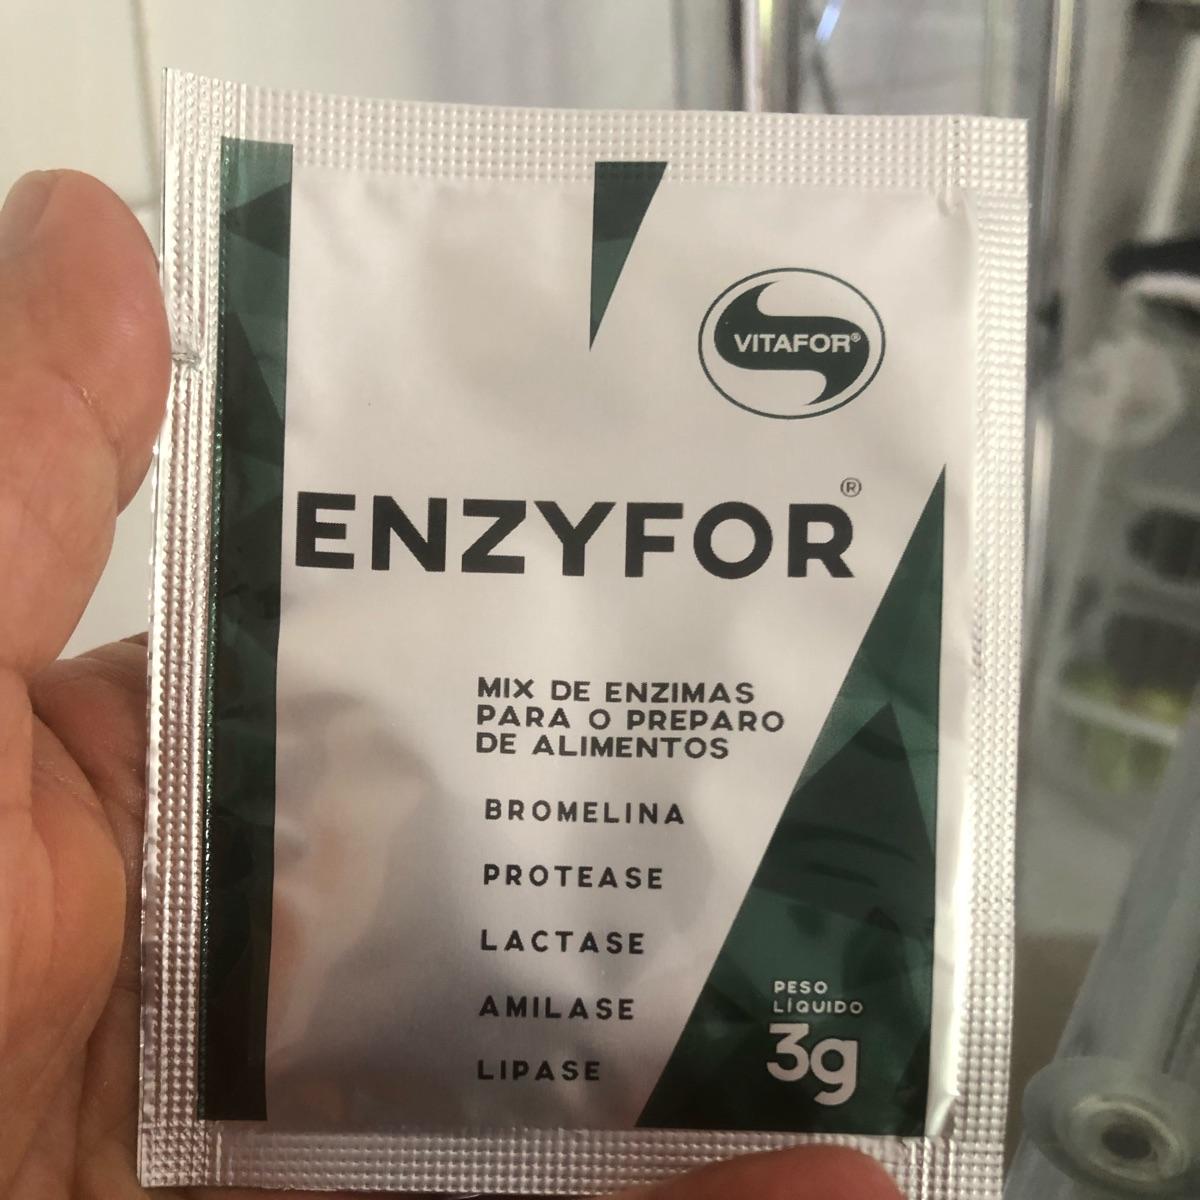 VITAFOR®
ENZYFOR®
MIX DE ENZIMAS
PARA O PREPARO
DE ALIMENTOS
BROMELINA
PROTEASE
LACTASE
AMILASE
LIPASE
PESO
LÍQUIDO
3g